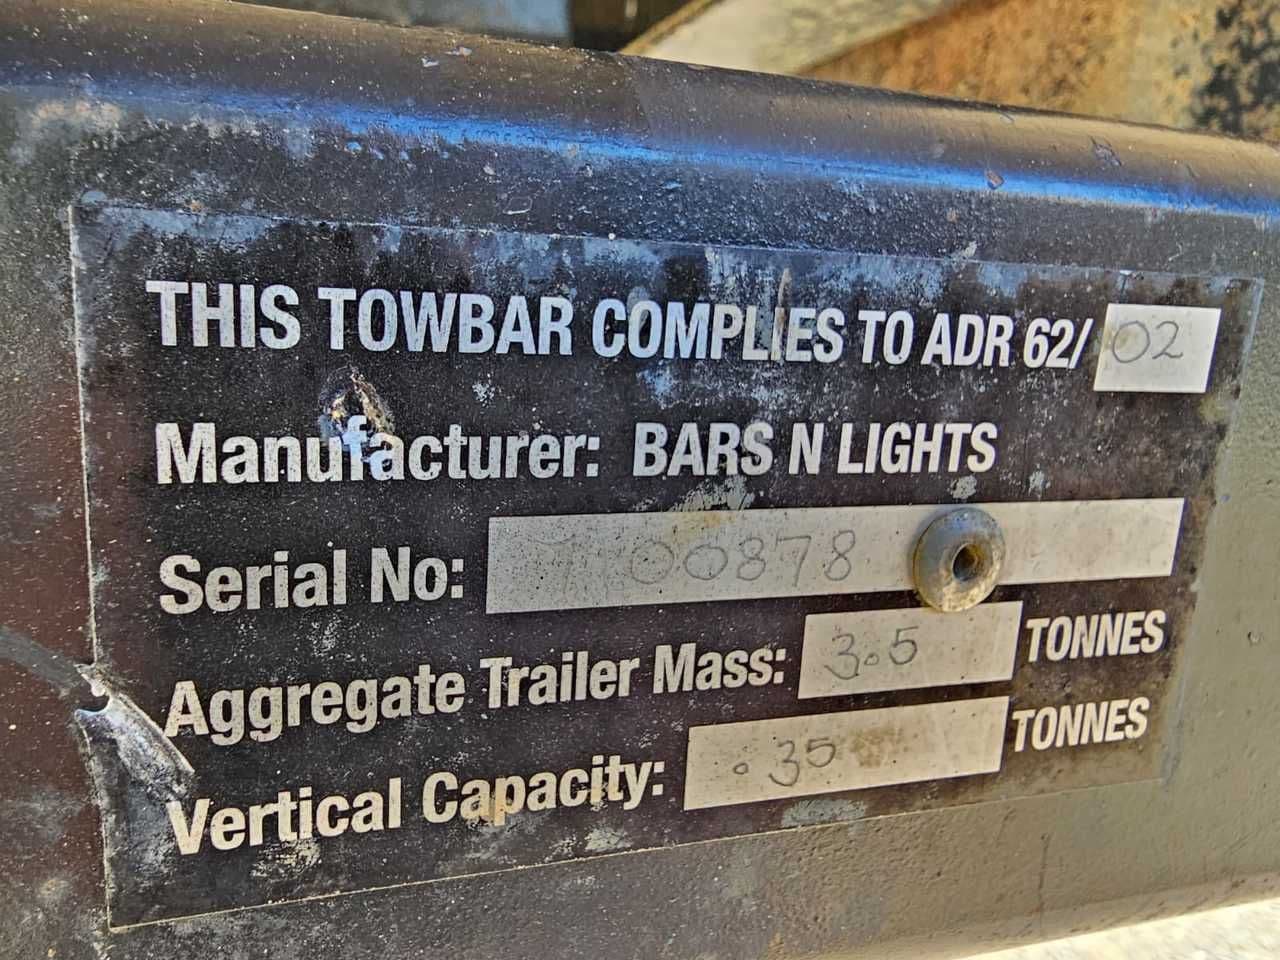 THIS TOWBAR COMPLIES TO ADR 62/ 02
Manufacturer: BARS N LIGHTS
Serial No: 700878
Aggregate Trailer Mass: 3.5 TONNES
Vertical Capacity: .35 TONNES